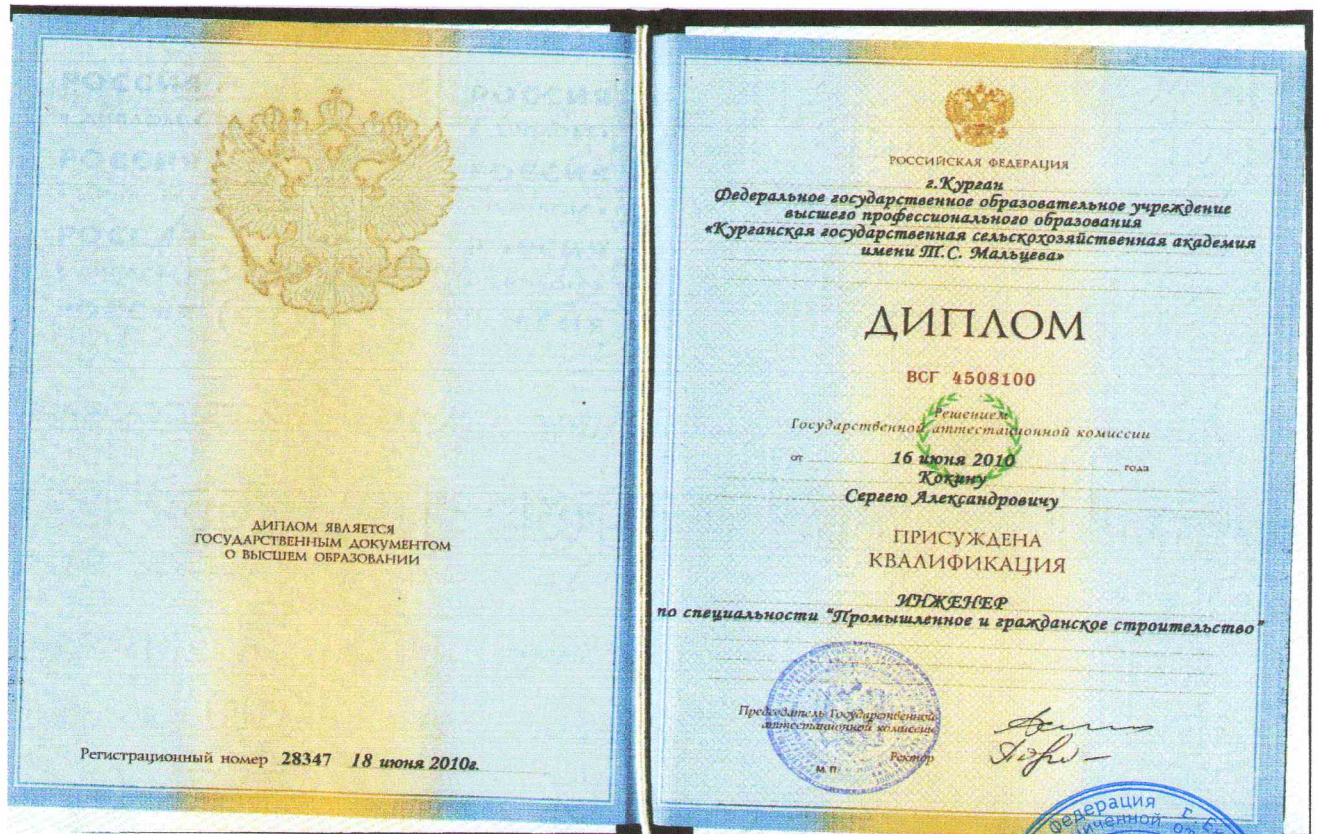 ДИПЛОМ ЯВЛЯЕТСЯ
ГОСУДАРСТВЕННЫМ ДОКУМЕНТОМ
О ВЫСШЕМ ОБРАЗОВАНИИ
Регистрационный номер 28347 18 июня 2010г.
РОССИЙСКАЯ ФЕДЕРАЦИЯ
г.Курган
Федеральное государственное образовательное учреждение
высшего профессионального образования
«Курганская государственная сельскохозяйственная академия
имени Т.С. Мальцева»
ДИПЛОМ
ВСГ 4508100
Решением
Государственной аттестационной комиссии
от 16 июня 2010 года
Кокину
Сергею Александровичу
ПРИСУЖДЕНА
КВАЛИФИКАЦИЯ
ИНЖЕНЕР
по специальности "Промышленное и гражданское строительство"
Председатель Государственной
аттестационной комиссии
Ректор
М.П.